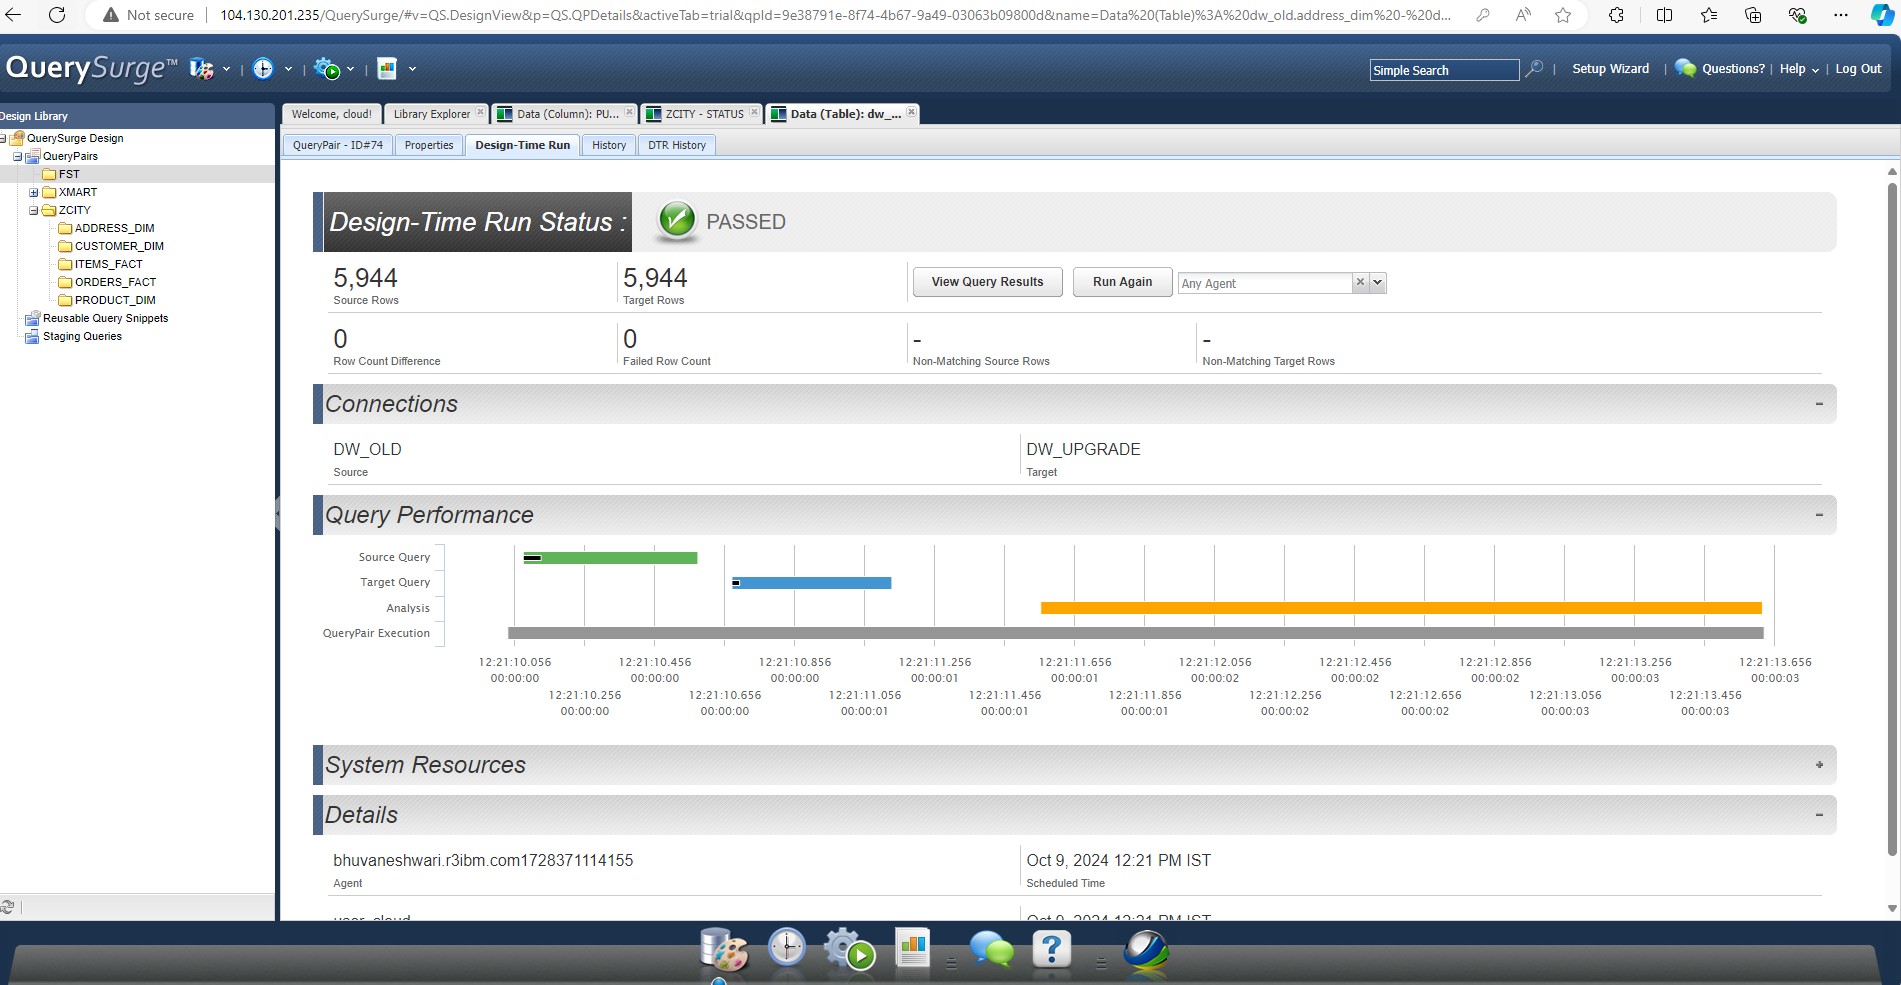 Not secure 104.130.201.235/QuerySurge/#v=QS.DesignView&p=QS.QPDetails&activeTab=trial&qpId=9e38791e-8f74-4b67-9a49-03063b09800d&name=Data%20(Table)%3A%20dw_old.address_dim%20-%20d...
QuerySurge™
Simple Search
Setup Wizard
Questions?
Help
Log Out
Design Library
Welcome, cloud!
Library Explorer
Data (Column): PU...
ZCITY - STATUS
Data (Table): dw_...
QuerySurge Design
QueryPairs
FST
XMART
ZCITY
ADDRESS_DIM
CUSTOMER_DIM
ITEMS_FACT
ORDERS_FACT
PRODUCT_DIM
Reusable Query Snippets
Staging Queries
QueryPair - ID#74
Properties
Design-Time Run
History
DTR History
Design-Time Run Status :
PASSED
5,944
Source Rows
5,944
Target Rows
View Query Results
Run Again
Any Agent
0
Row Count Difference
0
Failed Row Count
-
Non-Matching Source Rows
-
Non-Matching Target Rows
Connections
DW_OLD
Source
DW_UPGRADE
Target
Query Performance
Source Query
Target Query
Analysis
QueryPair Execution
12:21:10.056 12:21:10.456 12:21:10.856 12:21:11.256 12:21:11.656 12:21:12.056 12:21:12.456 12:21:12.856 12:21:13.256 12:21:13.656
00:00:00 00:00:00 00:00:00 00:00:01 00:00:01 00:00:02 00:00:02 00:00:02 00:00:03 00:00:03
12:21:10.256 12:21:10.656 12:21:11.056 12:21:11.456 12:21:11.856 12:21:12.256 12:21:12.656 12:21:13.056 12:21:13.456
00:00:00 00:00:00 00:00:01 00:00:01 00:00:01 00:00:02 00:00:02 00:00:03 00:00:03
System Resources
Details
bhuvaneshwari.r3ibm.com1728371114155
Agent
Oct 9, 2024 12:21 PM IST
Scheduled Time
user_cloud
Oct 9, 2024 12:21 PM IST